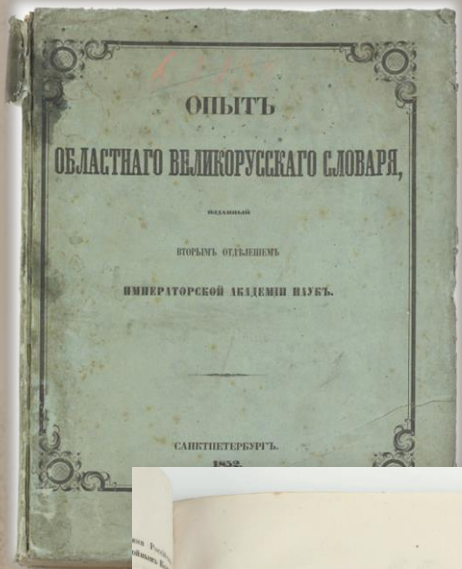 ОПЫТЪ
ОБЛАСТНАГО ВЕЛИКОРУССКАГО СЛОВАРЯ,
ИЗДАННЫЙ
ВТОРЫМЪ ОТДѢЛЕНІЕМЪ
ИМПЕРАТОРСКОЙ АКАДЕМІИ НАУКЪ.
САНКТПЕТЕРБУРГЪ.
1852.